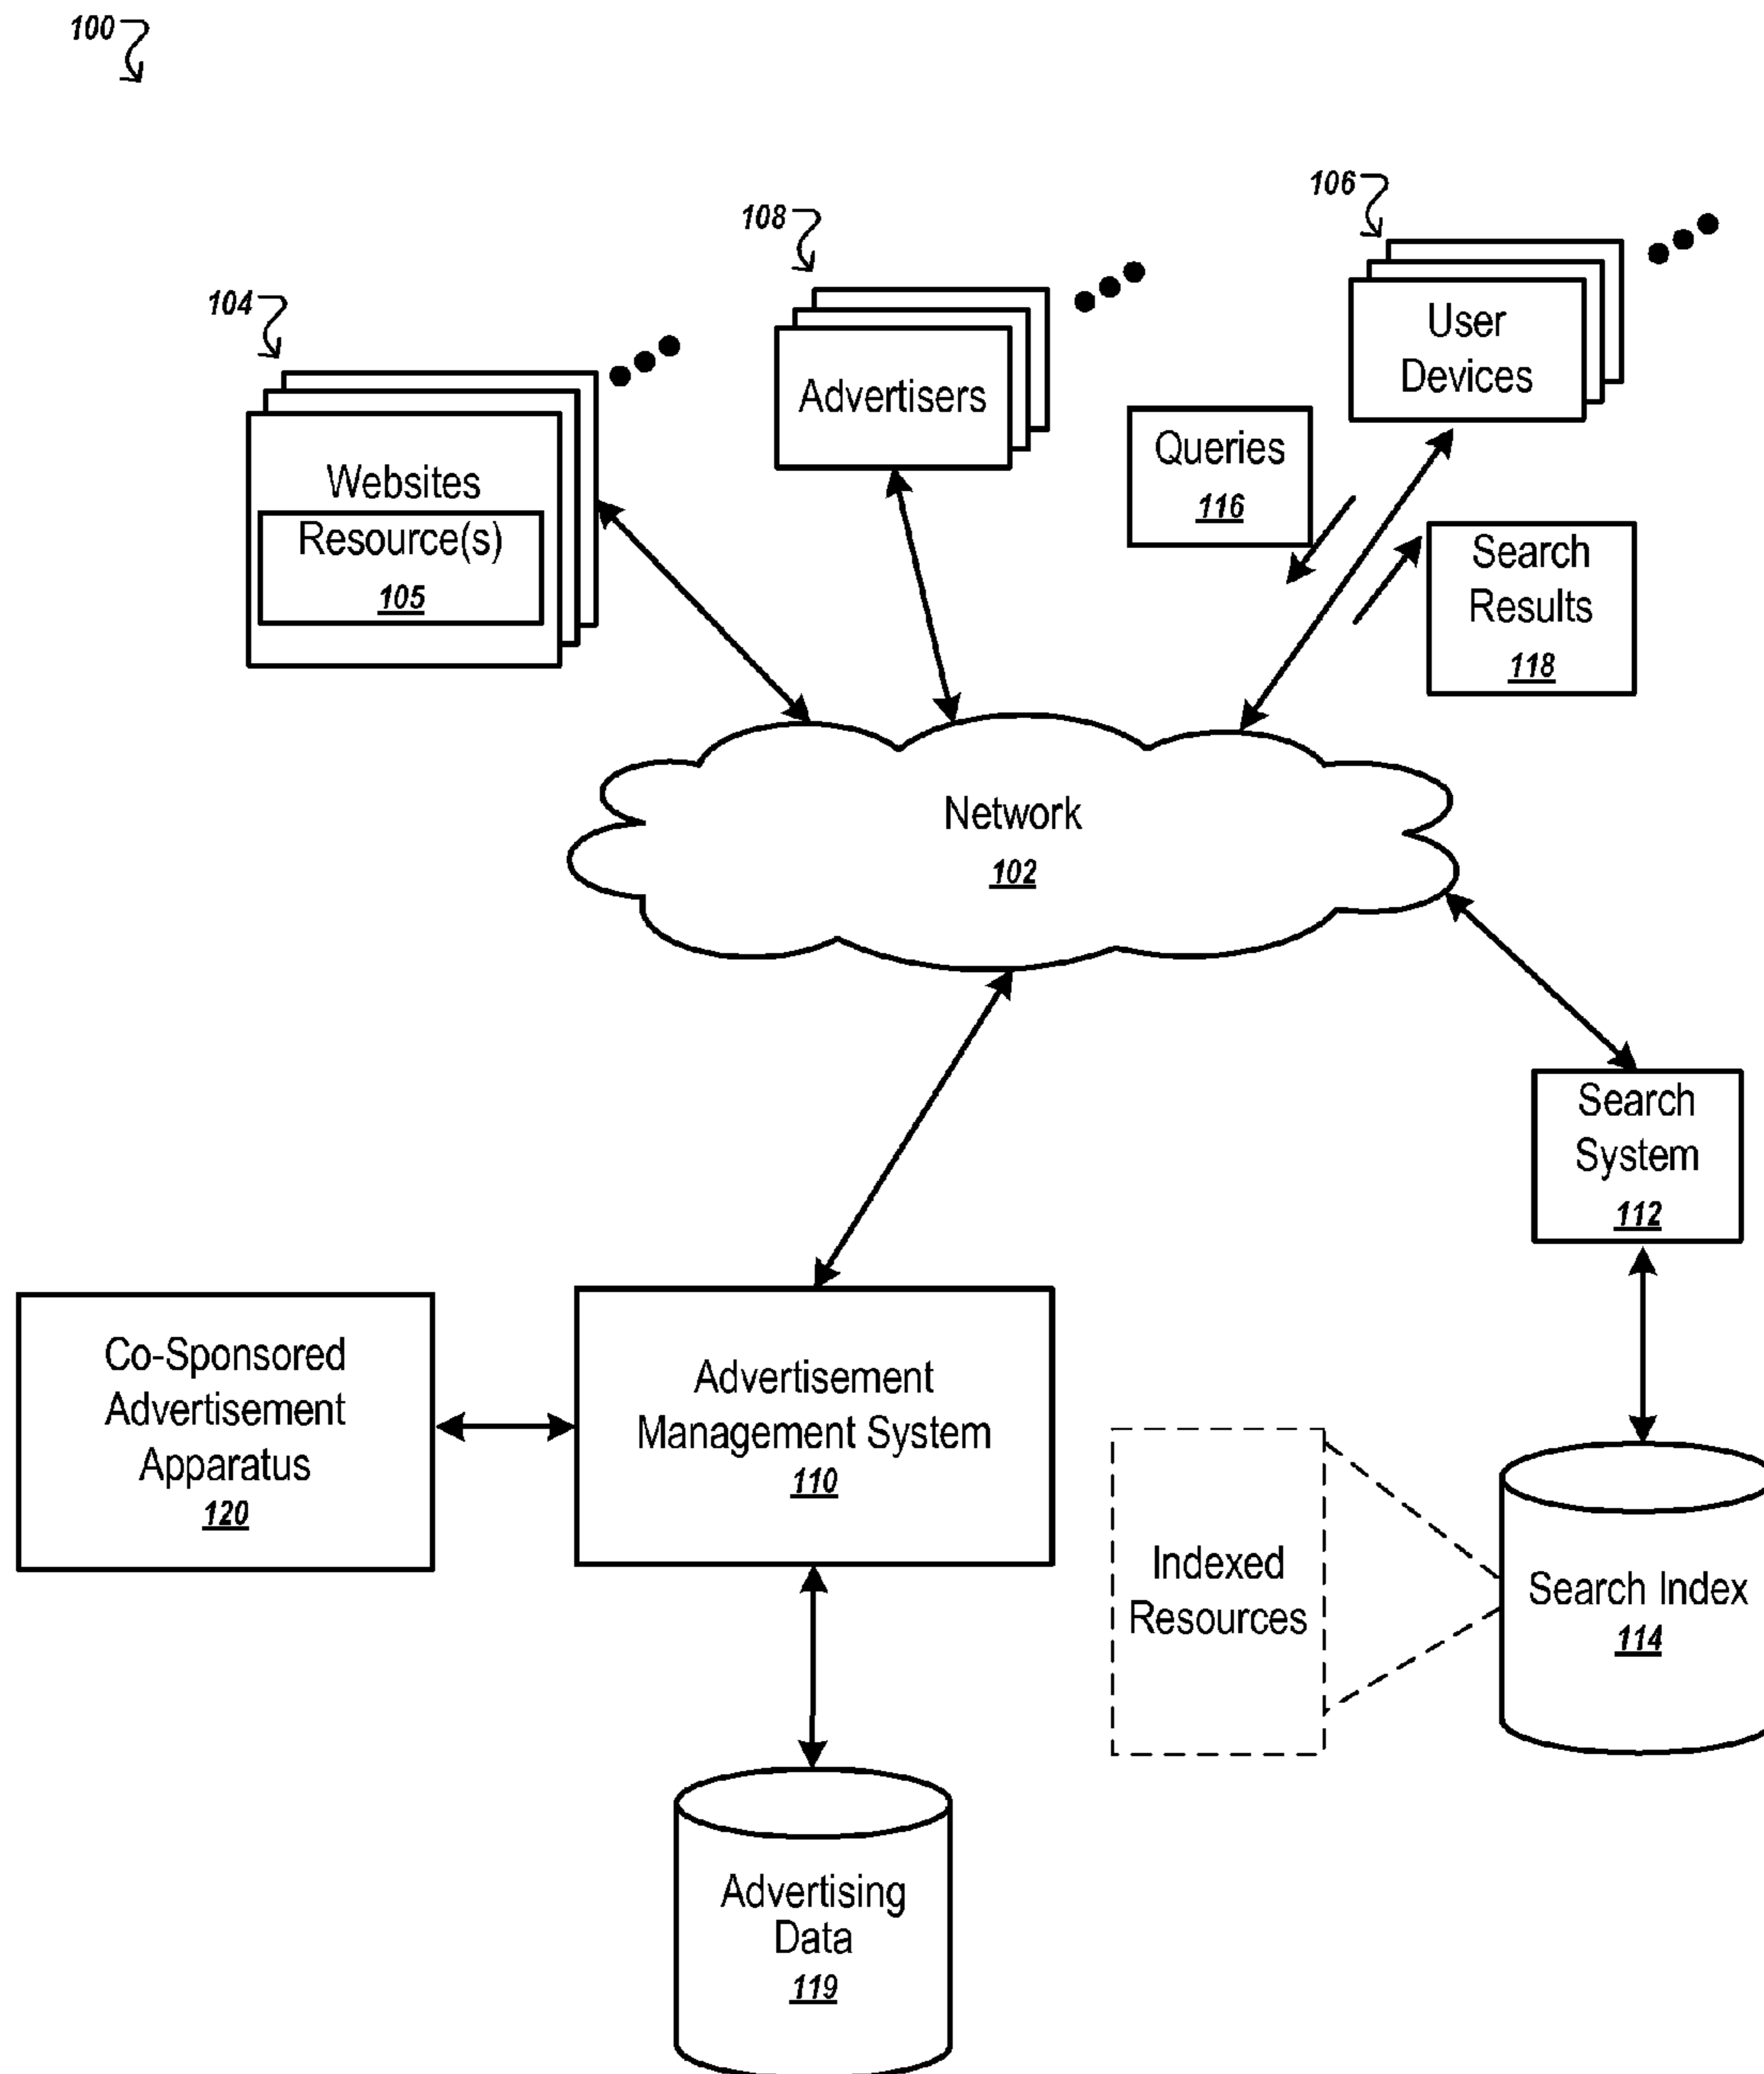 100
106
108
104
User
Devices
Advertisers
Queries
116
Websites
Resource(s)
105
Search
Results
118
Network
102
Search
System
112
Co-Sponsored
Advertisement
Apparatus
120
Advertisement
Management System
110
Indexed
Resources
Search Index
114
Advertising
Data
119